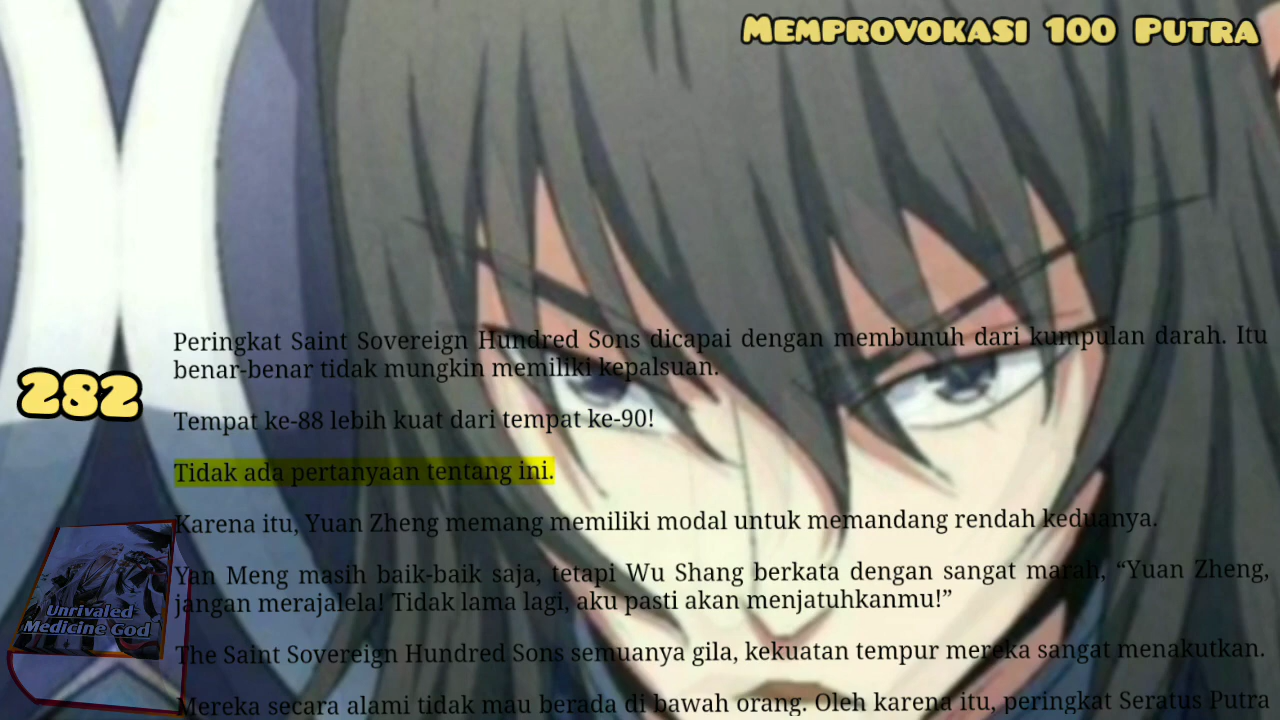 Memprovokasi 100 Putra
Peringkat Saint Sovereign Hundred Sons dicapai dengan membunuh dari kumpulan darah. Itu
benar-benar tidak mungkin memiliki kepalsuan.
282
Tempat ke-88 lebih kuat dari tempat ke-90!
Tidak ada pertanyaan tentang ini.
Karena itu, Yuan Zheng memang memiliki modal untuk memandang rendah keduanya.
Yan Meng masih baik-baik saja, tetapi Wu Shang berkata dengan sangat marah, “Yuan Zheng,
jangan merajalela! Tidak lama lagi, aku pasti akan menjatuhkanmu!”
Unrivaled
Medicine God
The Saint Sovereign Hundred Sons semuanya gila, kekuatan tempur mereka sangat menakutkan.
Mereka secara alami tidak mau berada di bawah orang. Oleh karena itu, peringkat Seratus Putra